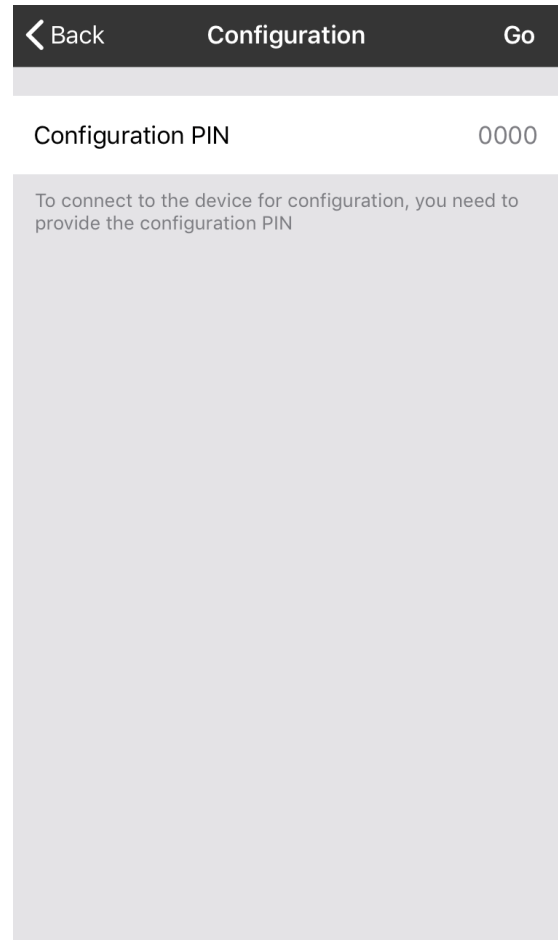 Back Configuration Go
Configuration PIN 0000
To connect to the device for configuration, you need to
provide the configuration PIN